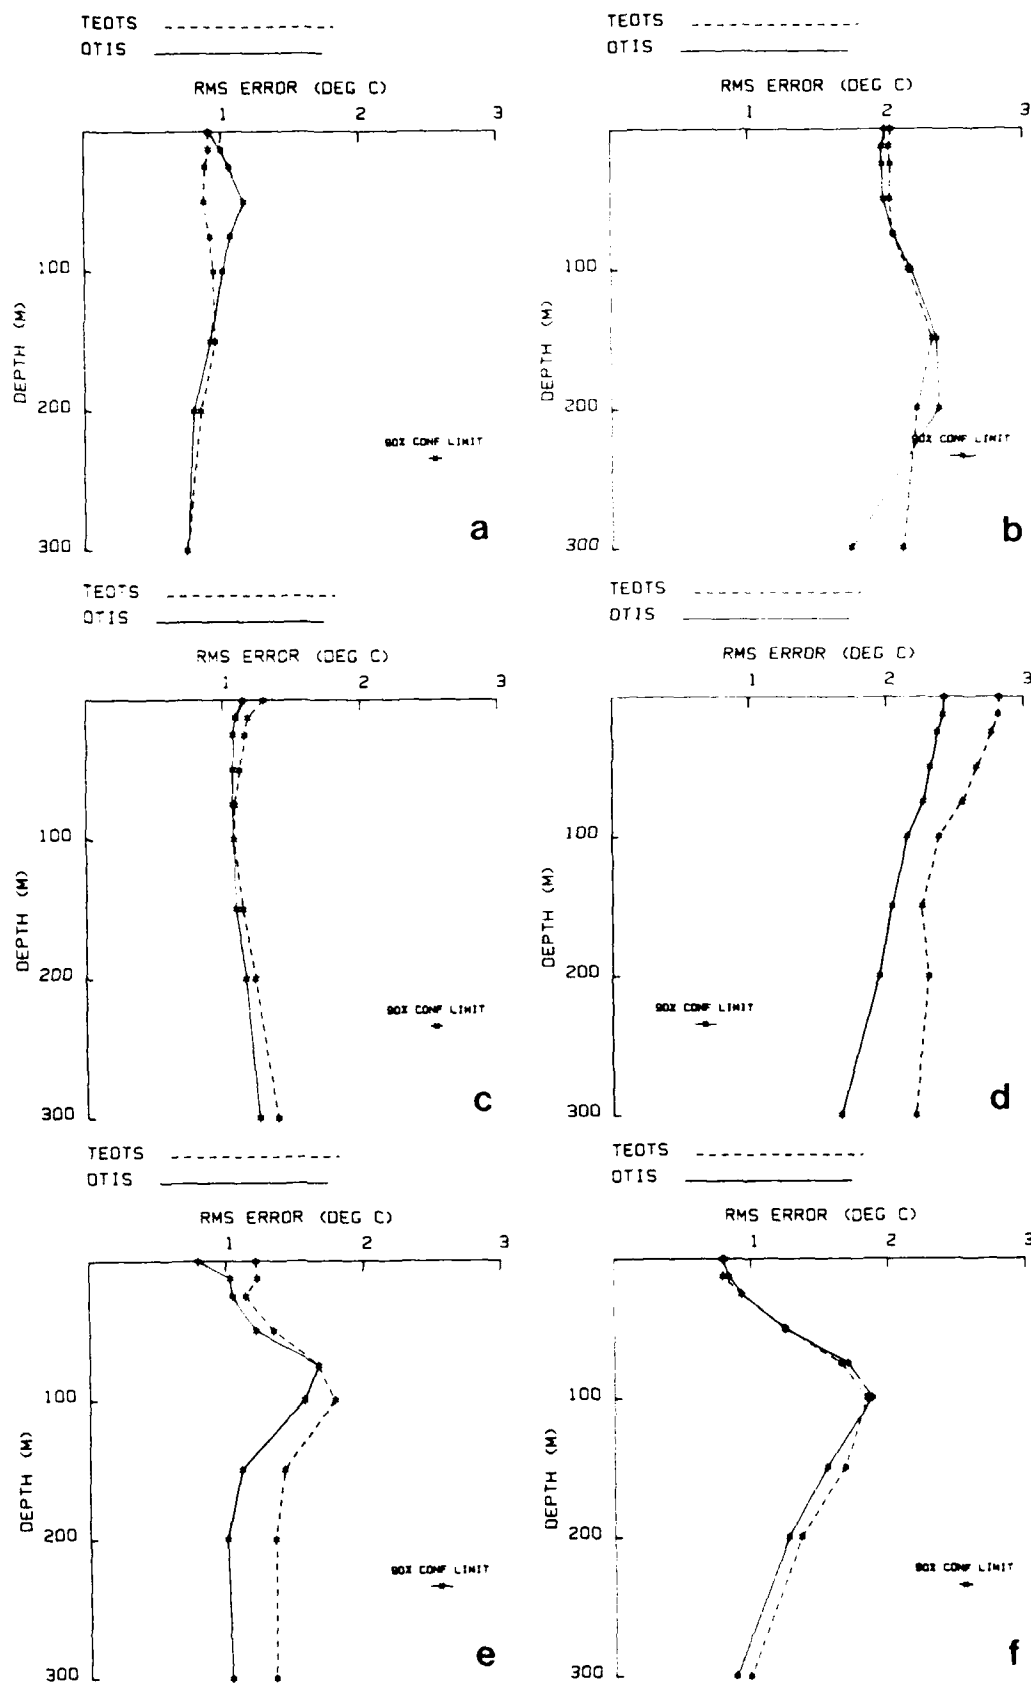 TEOTS
OTIS
RMS ERROR (DEG C)
1 2 3
100
200
300
DEPTH (M)
90% CONF LIMIT
a
TEOTS
OTIS
RMS ERROR (DEG C)
1 2 3
100
200
300
DEPTH (M)
90% CONF LIMIT
b
TEOTS
OTIS
RMS ERROR (DEG C)
1 2 3
100
200
300
DEPTH (M)
90% CONF LIMIT
c
TEOTS
OTIS
RMS ERROR (DEG C)
1 2 3
100
200
300
DEPTH (M)
90% CONF LIMIT
d
TEOTS
OTIS
RMS ERROR (DEG C)
1 2 3
100
200
300
DEPTH (M)
90% CONF LIMIT
e
TEOTS
OTIS
RMS ERROR (DEG C)
1 2 3
100
200
300
DEPTH (M)
90% CONF LIMIT
f